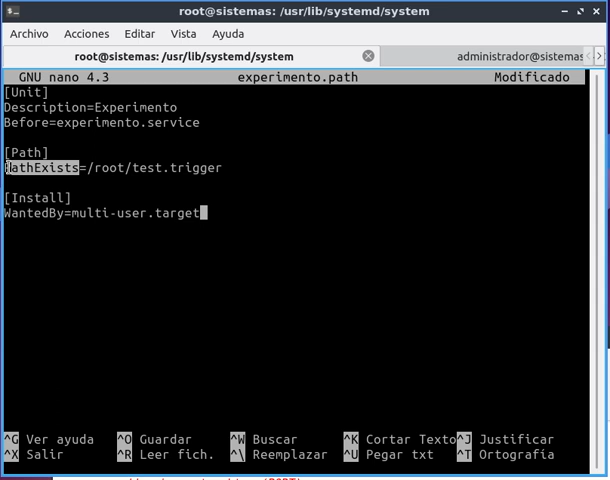 root@sistemas: /usr/lib/systemd/system
Archivo Acciones Editar Vista Ayuda
root@sistemas: /usr/lib/systemd/system administrador@sistemas
GNU nano 4.3 experimento.path Modificado
[Unit]
Description=Experimento
Before=experimento.service
[Path]
PathExists=/root/test.trigger
[Install]
WantedBy=multi-user.target
^G Ver ayuda ^O Guardar ^W Buscar ^K Cortar Texto ^J Justificar
^X Salir ^R Leer fich. ^\ Reemplazar ^U Pegar txt ^T Ortografía